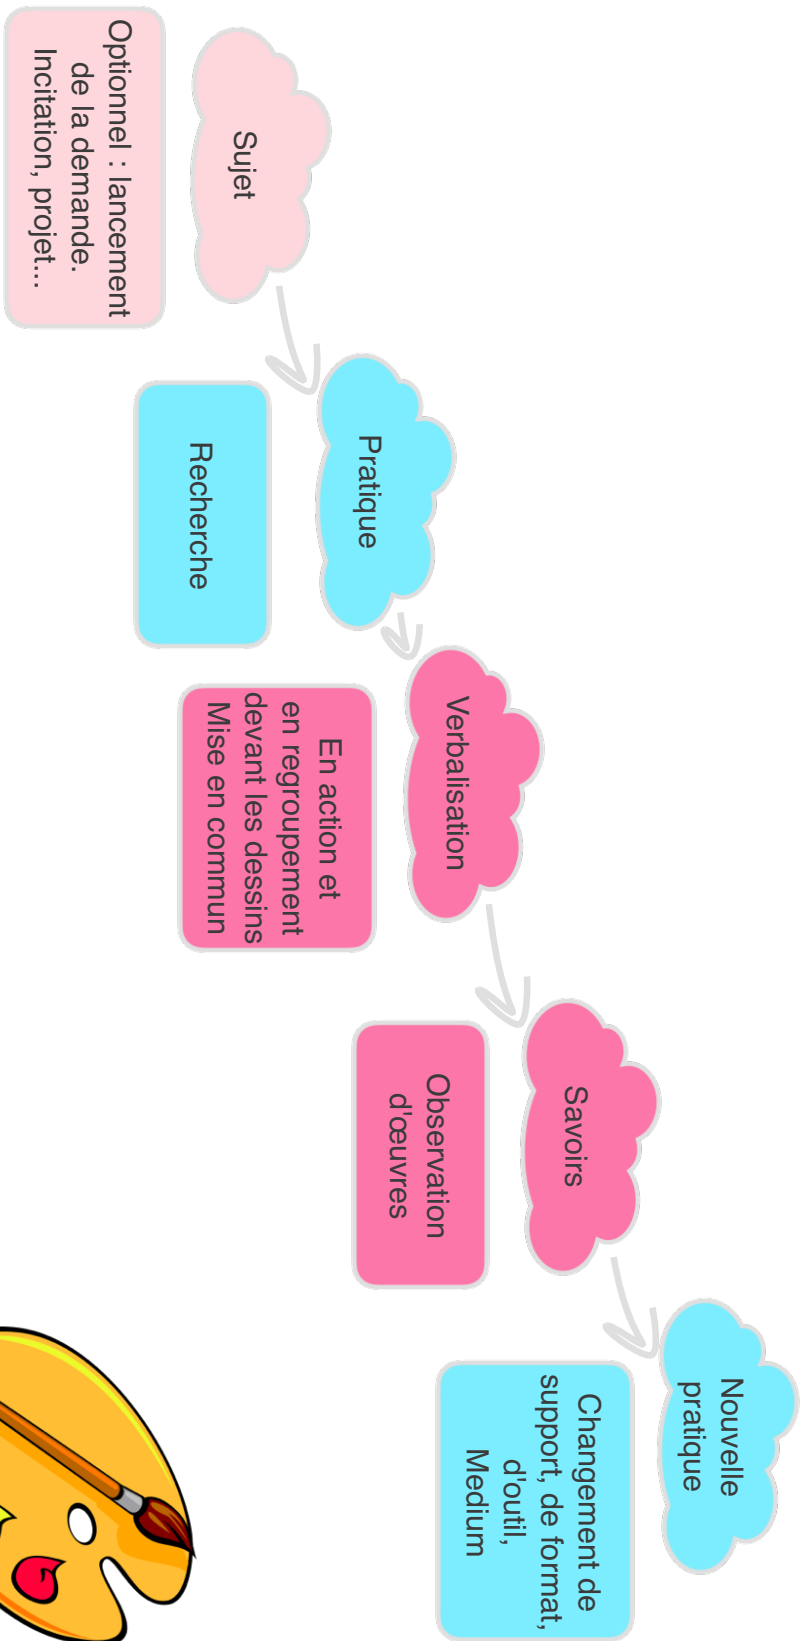 Sujet
Optionnel : lancement
de la demande.
Incitation, projet...
Pratique
Recherche
Verbalisation
En action et
en regroupement
devant les dessins
Mise en commun
Savoirs
Observation
d'œuvres
Nouvelle
pratique
Changement de
support, de format,
d'outil,
Medium